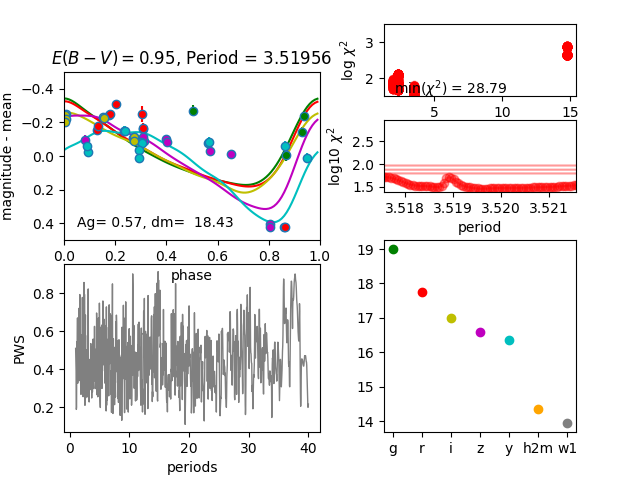 E(B − V) = 0.95, Period = 3.51956
magnitude - mean
−0.4
−0.2
0.0
0.2
0.4
Ag= 0.57, dm=  18.43
0.0 0.2 0.4 0.6 0.8 1.0
phase
log χ²
3
2
min(χ²) = 28.79
5 10 15
log10 χ²
2.5
2.0
1.5
3.518 3.519 3.520 3.521
period
PWS
0.8
0.6
0.4
0.2
0 10 20 30 40
periods
19
18
17
16
15
14
g r i z y h2m w1